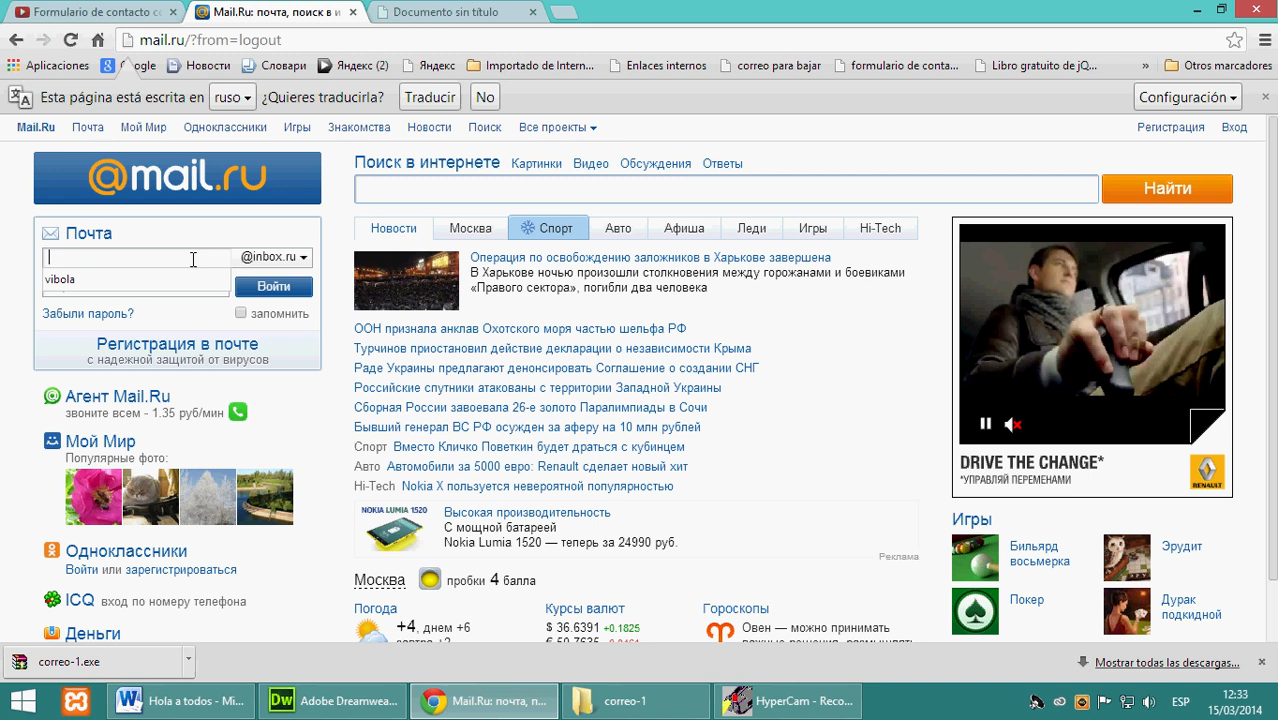 Formulario de contacto c
Mail.Ru: почта, поиск в и
Documento sin título
mail.ru/?from=logout
Aplicaciones
Новости
Словари
Яндекс (2)
Яндекс
Importado de Intern...
Enlaces internos
correo para bajar
formulario de conta...
Libro gratuito de jQ...
»
Otros marcadores
Esta página está escrita en ruso ¿Quieres traducirla? Traducir No
Configuración
Mail.Ru Почта Мой Мир Одноклассники Игры Знакомства Новости Поиск Все проекты
Регистрация Вход
@mail.ru
Почта
@inbox.ru
vibola
Войти
Забыли пароль?
запомнить
Регистрация в почте
с надежной защитой от вирусов
Агент Mail.Ru
звоните всем - 1.35 руб/мин
Мой Мир
Популярные фото:
Одноклассники
Войти или зарегистрироваться
ICQ вход по номеру телефона
Деньги
Поиск в интернете Картинки Видео Обсуждения Ответы
Найти
Новости Москва Спорт Авто Афиша Леди Игры Hi-Tech
Операция по освобождению заложников в Харькове завершена
В Харькове ночью произошли столкновения между горожанами и боевиками
«Правого сектора», погибли два человека
ООН признала анклав Охотского моря частью шельфа РФ
Турчинов приостановил действие декларации о независимости Крыма
Раде Украины предлагают денонсировать Соглашение о создании СНГ
Российские спутники атакованы с территории Западной Украины
Сборная России завоевала 26-е золото Паралимпиады в Сочи
Бывший генерал ВС РФ осужден за аферу на 10 млн рублей
Спорт Вместо Кличко Поветкин будет драться с кубинцем
Авто Автомобили за 5000 евро: Renault сделает новый хит
Hi-Tech Nokia X пользуется невероятной популярностью
NOKIA LUMIA 1520
Высокая производительность
С мощной батареей
Nokia Lumia 1520 — теперь за 24990 руб.
Реклама
Москва пробки 4 балла
Погода
+4, днем +6
Курсы валют
$ 36.6391 +0.1825
Гороскопы
Овен — можно принимать
DRIVE THE CHANGE*
*УПРАВЛЯЙ ПЕРЕМЕНАМИ
RENAULT
Игры
Бильярд
восьмерка
Эрудит
Покер
Дурак
подкидной
correo-1.exe
Mostrar todas las descargas...
Hola a todos - Mi...
Dw
Adobe Dreamwea...
Mail.Ru: почта, п...
correo-1
HyperCam - Reco...
ESP
12:33
15/03/2014